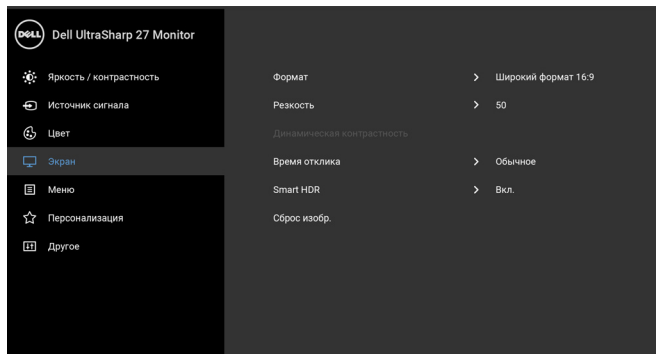 DELL Dell UltraSharp 27 Monitor
Яркость / контрастность
Источник сигнала
Цвет
Экран
Меню
Персонализация
Другое
Формат > Широкий формат 16:9
Резкость > 50
Динамическая контрастность
Время отклика > Обычное
Smart HDR > Вкл.
Сброс изобр.